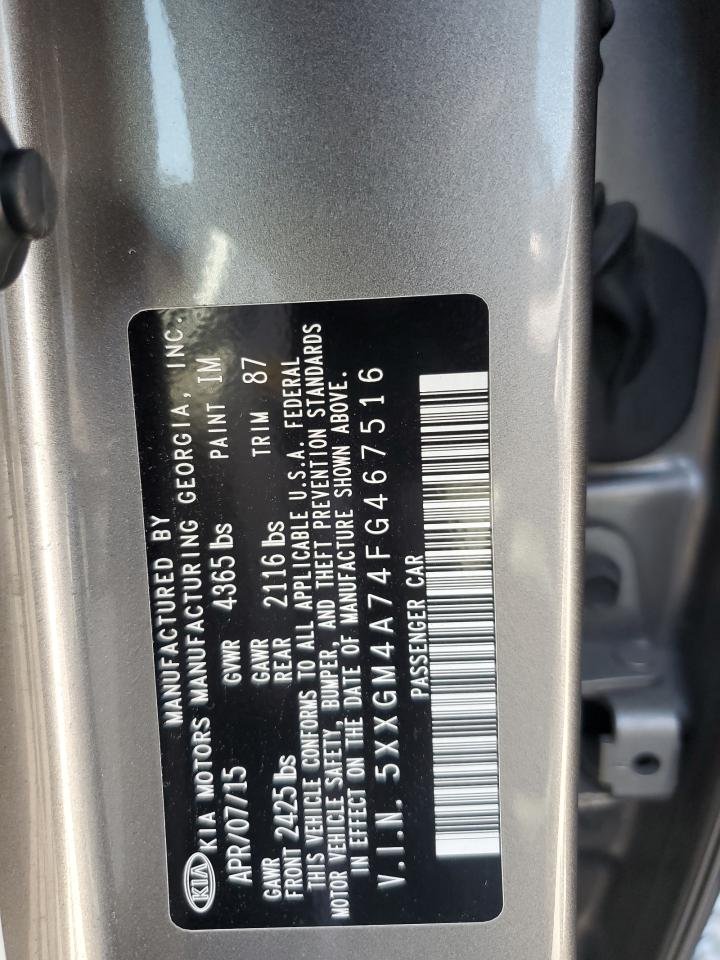 MANUFACTURED BY
KIA KIA MOTORS MANUFACTURING GEORGIA, INC.
APR/07/15 GVWR 4365 lbs PAINT IM
GAWR FRONT 2425 lbs GAWR REAR 2116 lbs TRIM 87
THIS VEHICLE CONFORMS TO ALL APPLICABLE U.S.A. FEDERAL
MOTOR VEHICLE SAFETY, BUMPER, AND THEFT PREVENTION STANDARDS
IN EFFECT ON THE DATE OF MANUFACTURE SHOWN ABOVE.
V.I.N. 5XXGM4A74FG467516
PASSENGER CAR